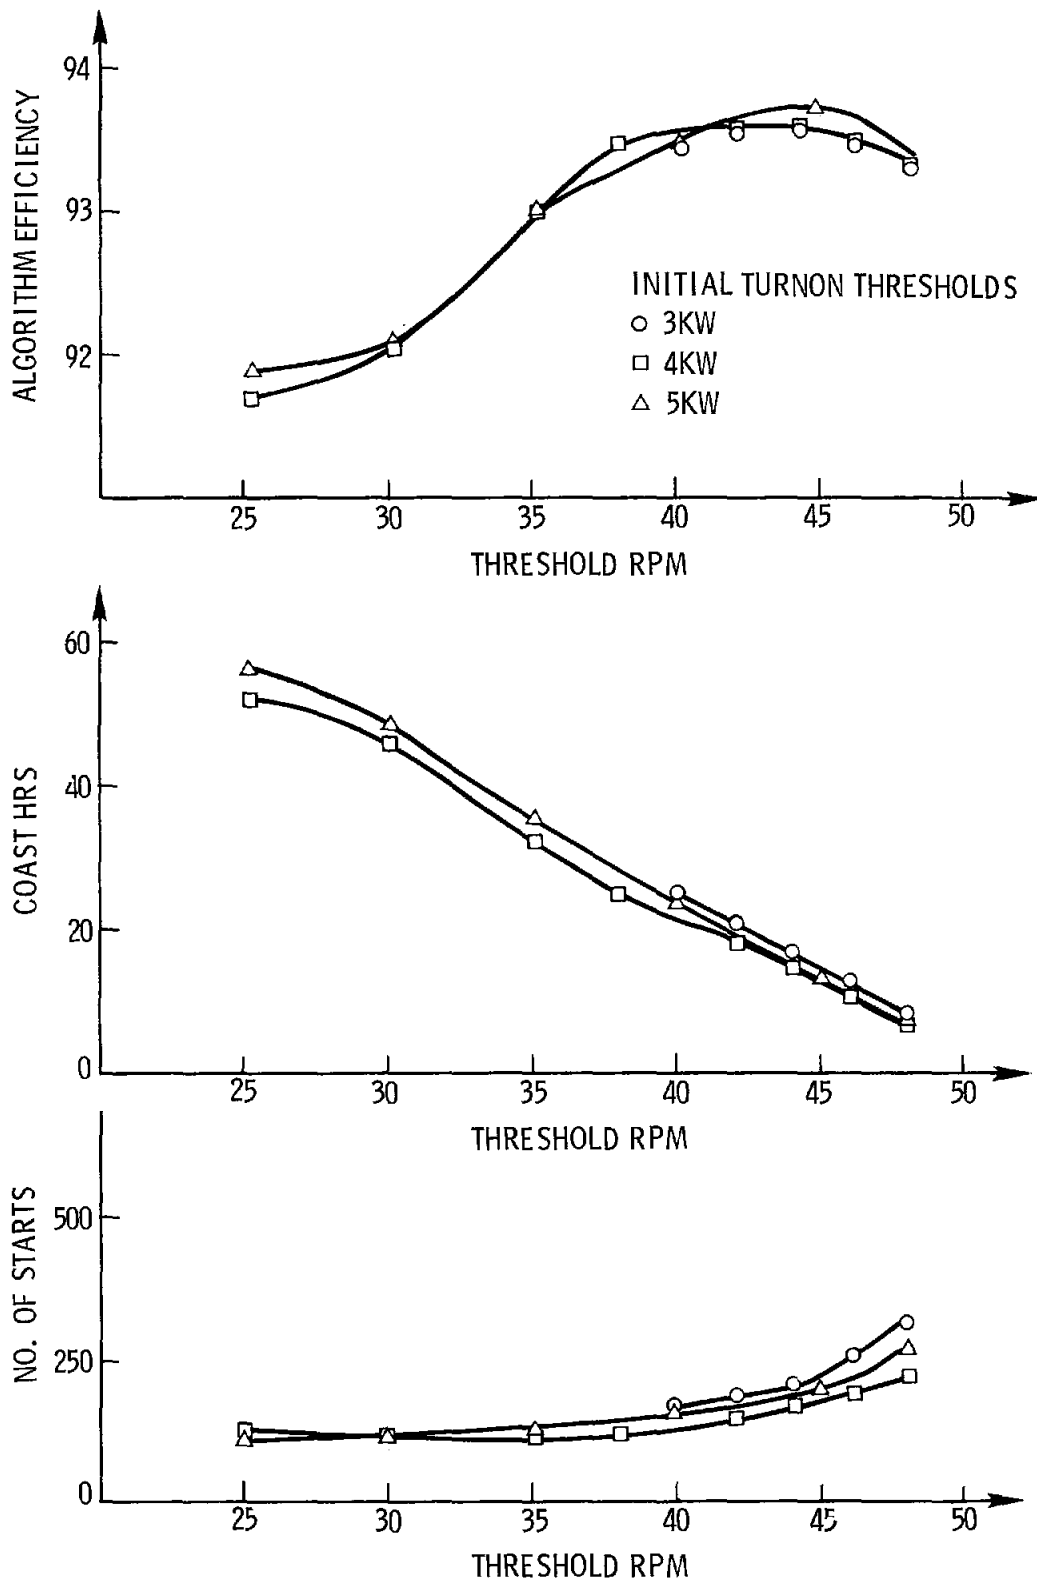 94
93
92
ALGORITHM EFFICIENCY
INITIAL TURNON THRESHOLDS
3KW
4KW
5KW
25 30 35 40 45 50
THRESHOLD RPM
60
40
20
0
COAST HRS
25 30 35 40 45 50
THRESHOLD RPM
500
250
0
NO. OF STARTS
25 30 35 40 45 50
THRESHOLD RPM